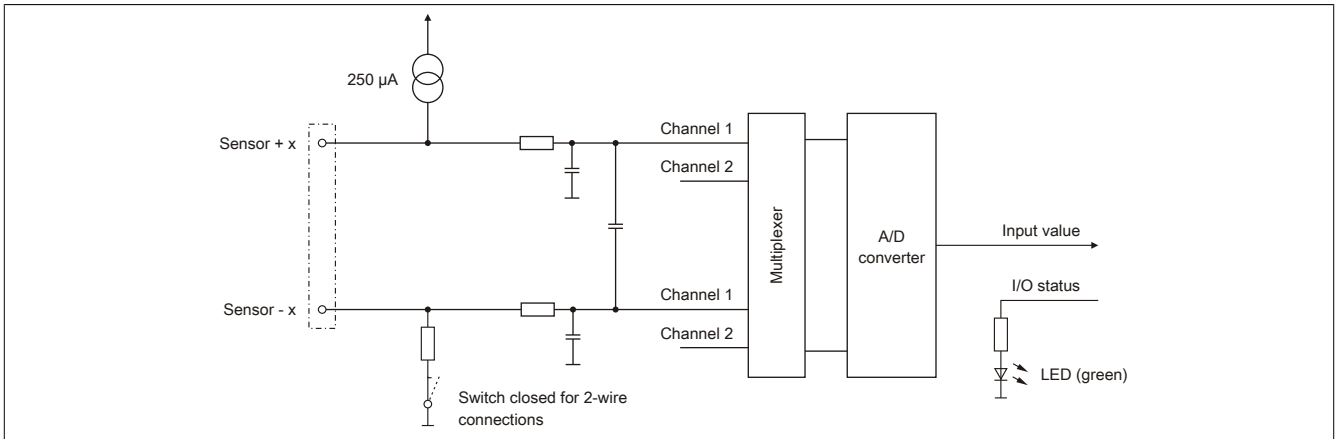 250 µA
Sensor + x
Channel 1
Channel 2
Multiplexer
A/D
converter
Input value
I/O status
Sensor - x
Channel 1
Channel 2
LED (green)
Switch closed for 2-wire
connections